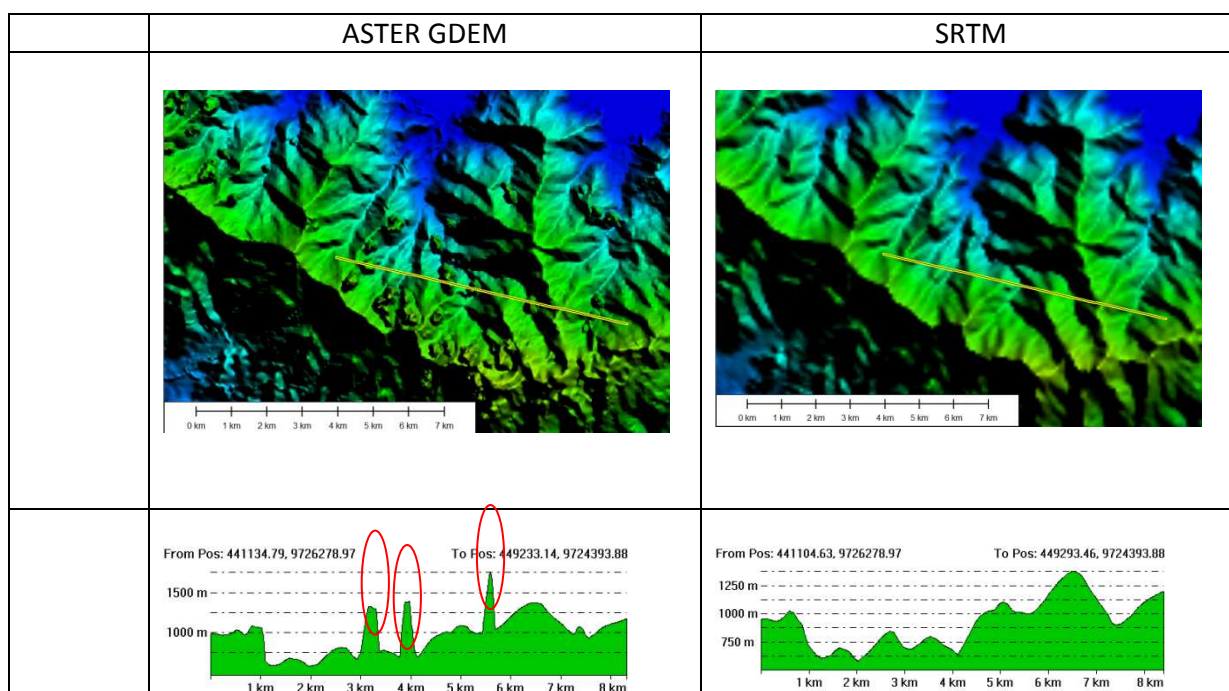 ASTER GDEM SRTM
0 km 1 km 2 km 3 km 4 km 5 km 6 km 7 km
0 km 1 km 2 km 3 km 4 km 5 km 6 km 7 km
From Pos: 441134.79, 9726278.97 To Pos: 449233.14, 9724393.88
1500 m
1000 m
1 km 2 km 3 km 4 km 5 km 6 km 7 km 8 km
From Pos: 441104.63, 9726278.97 To Pos: 449293.46, 9724393.88
1250 m
1000 m
750 m
1 km 2 km 3 km 4 km 5 km 6 km 7 km 8 km